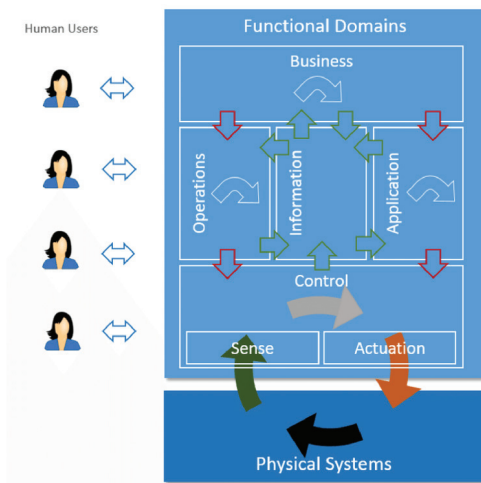 Human Users
Functional Domains
Business
Operations
Information
Application
Control
Sense
Actuation
Physical Systems